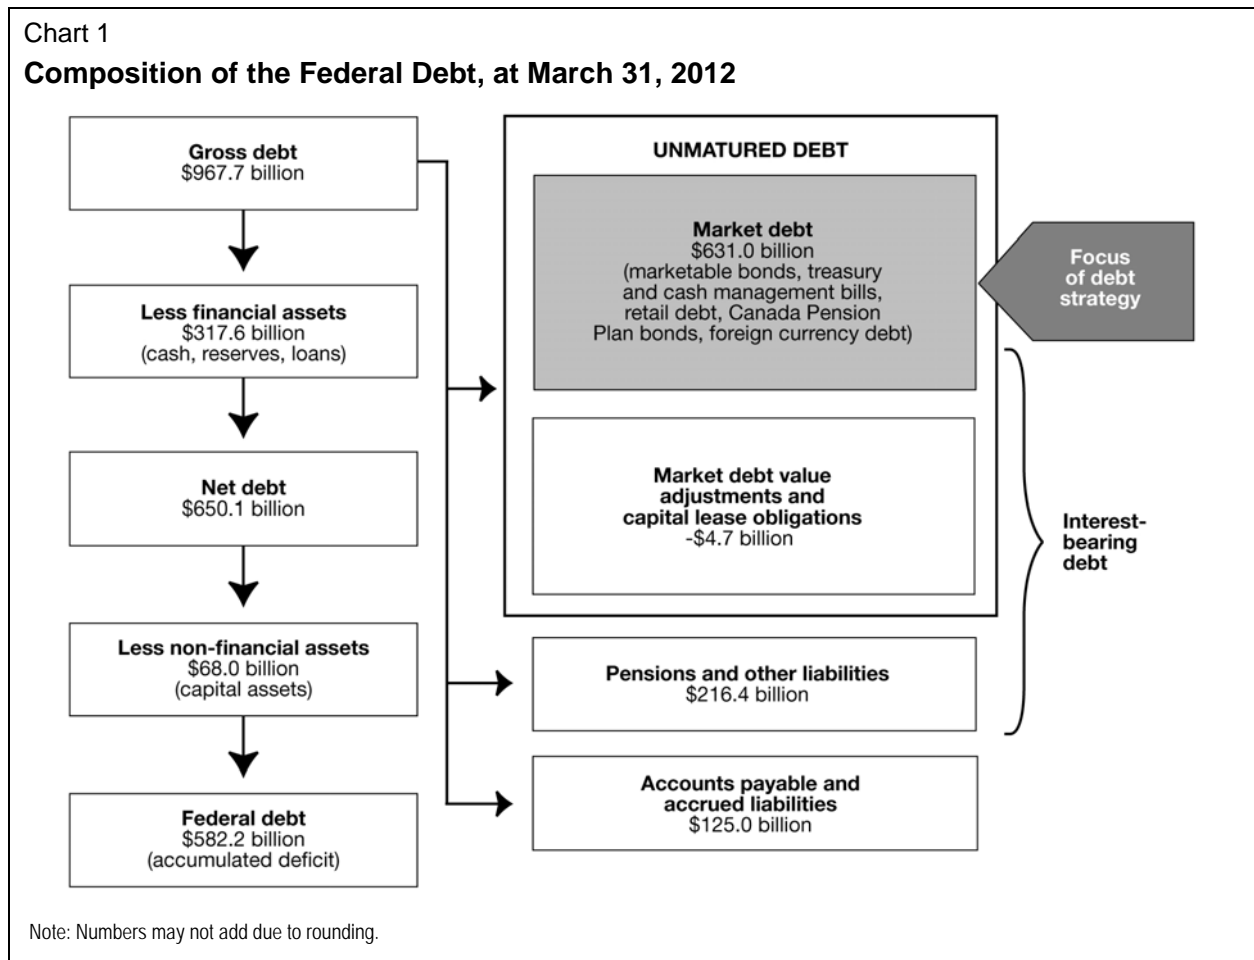 Chart 1
Composition of the Federal Debt, at March 31, 2012
Gross debt
$967.7 billion
Less financial assets
$317.6 billion
(cash, reserves, loans)
Net debt
$650.1 billion
Less non-financial assets
$68.0 billion
(capital assets)
Federal debt
$582.2 billion
(accumulated deficit)
UNMATURED DEBT
Market debt
$631.0 billion
(marketable bonds, treasury
and cash management bills,
retail debt, Canada Pension
Plan bonds, foreign currency debt)
Market debt value
adjustments and
capital lease obligations
-$4.7 billion
Pensions and other liabilities
$216.4 billion
Accounts payable and
accrued liabilities
$125.0 billion
Focus
of debt
strategy
Interest-
bearing
debt
Note: Numbers may not add due to rounding.